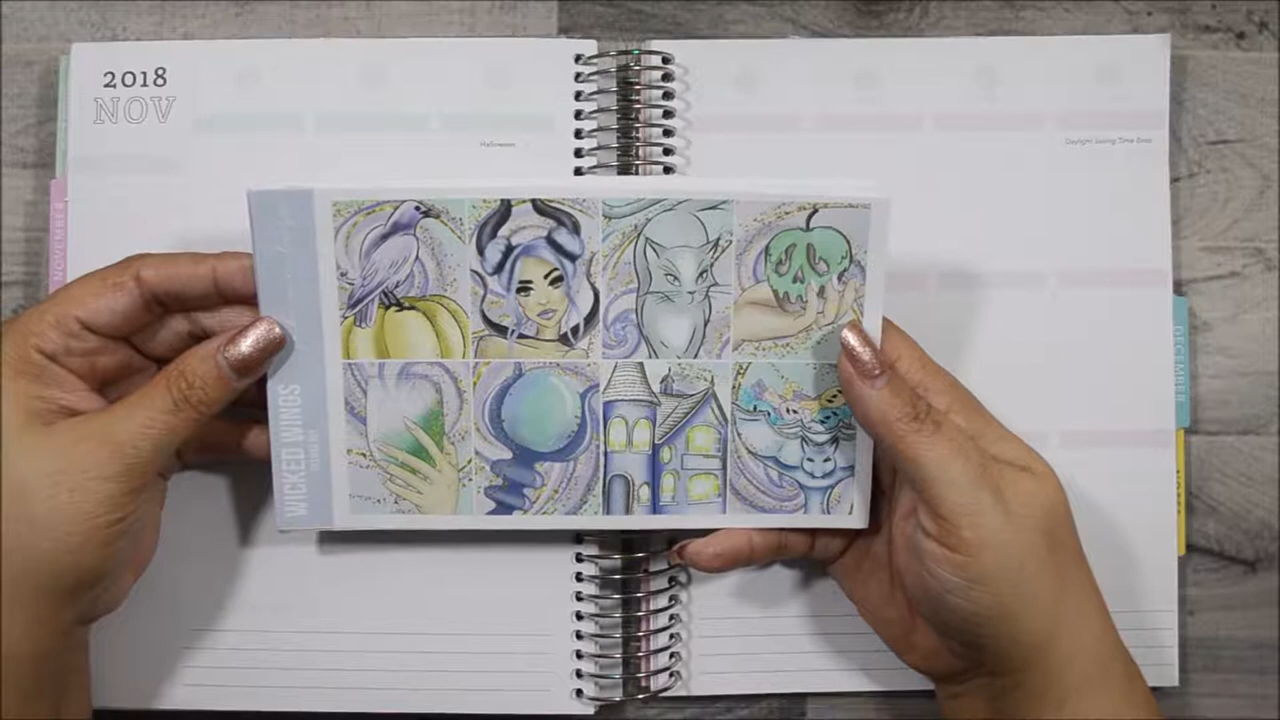 2018
NOV
Halloween
Daylight Saving Time Ends
NOVEMBER
WICKED WINGS
DECEMBER